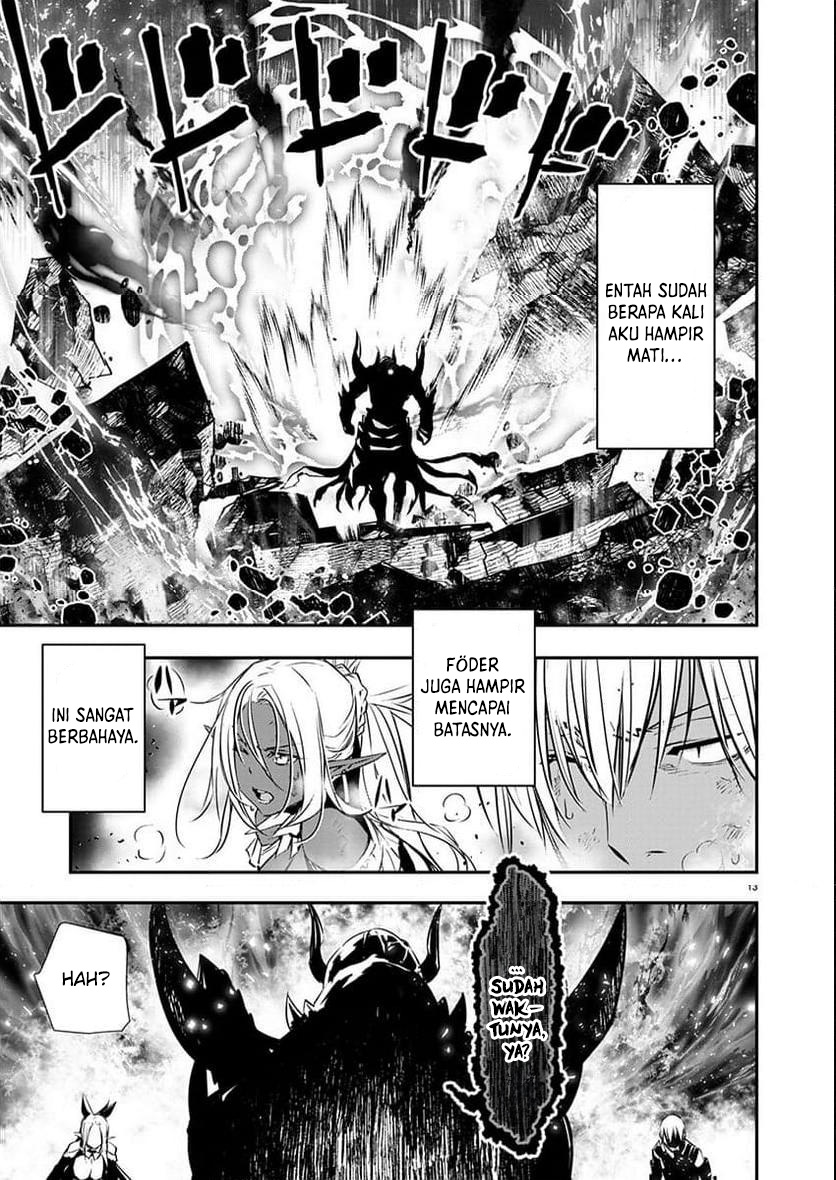 ドドドドド
ENTAH SUDAH
BERAPA KALI
AKU HAMPIR
MATI...
FÖDER
JUGA HAMPIR
MENCAPAI
BATASNYA.
INI SANGAT
BERBAHAYA.
13
...
SUDAH
WAK-
TUNYA,
YA?
HAH?